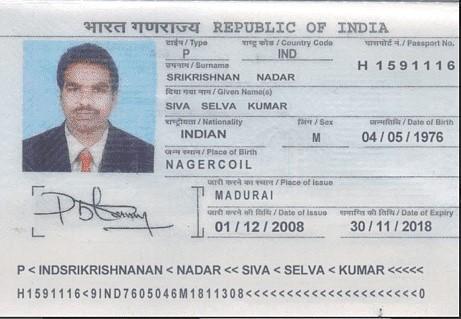 भारत गणराज्य REPUBLIC OF INDIA
टाईप / Type राष्ट्र कोड / Country Code पासपोर्ट नं. / Passport No.
P IND H 1591116
उपनाम / Surname
SRIKRISHNAN NADAR
दिया गया नाम / Given Name(s)
SIVA SELVA KUMAR
राष्ट्रीयता / Nationality लिंग / Sex जन्मतिथि / Date of Birth
INDIAN M 04 / 05 / 1976
जन्म स्थान / Place of Birth
NAGERCOIL
जारी करने का स्थान / Place of Issue
MADURAI
जारी करने की तिथि / Date of Issue समाप्ति की तिथि / Date of Expiry
01 / 12 / 2008 30 / 11 / 2018
P < INDSRIKRISHNANAN < NADAR << SIVA < SELVA < KUMAR <<<<<
H1591116<9IND7605046M1811308<<<<<<<<<<<<<<<<0